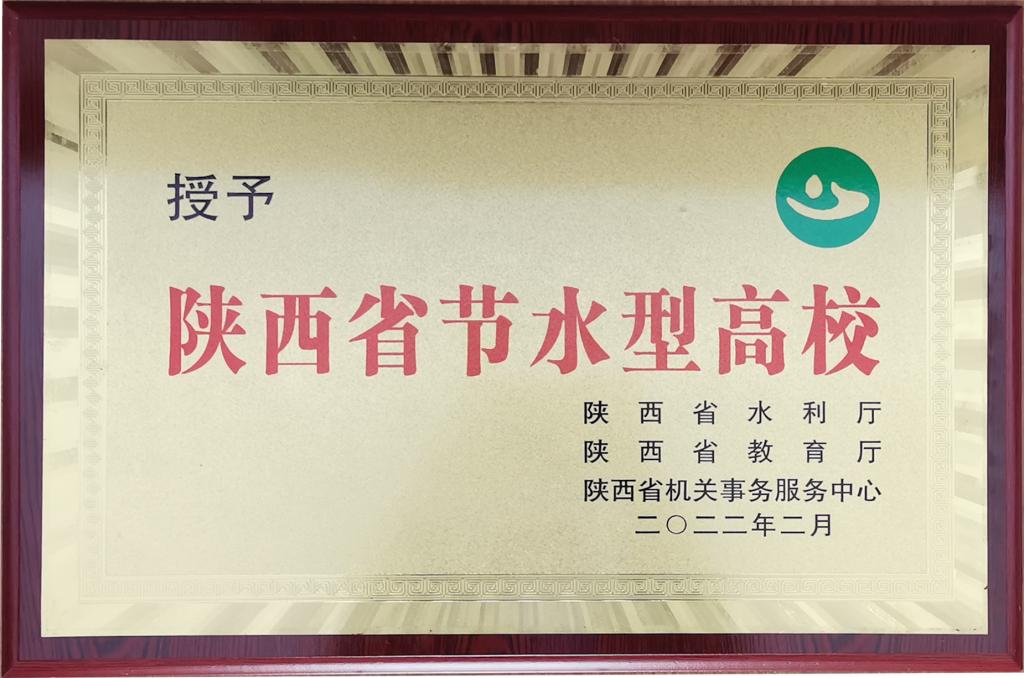 授予
陕西省节水型高校
陕西省水利厅
陕西省教育厅
陕西省机关事务服务中心
二〇二二年二月